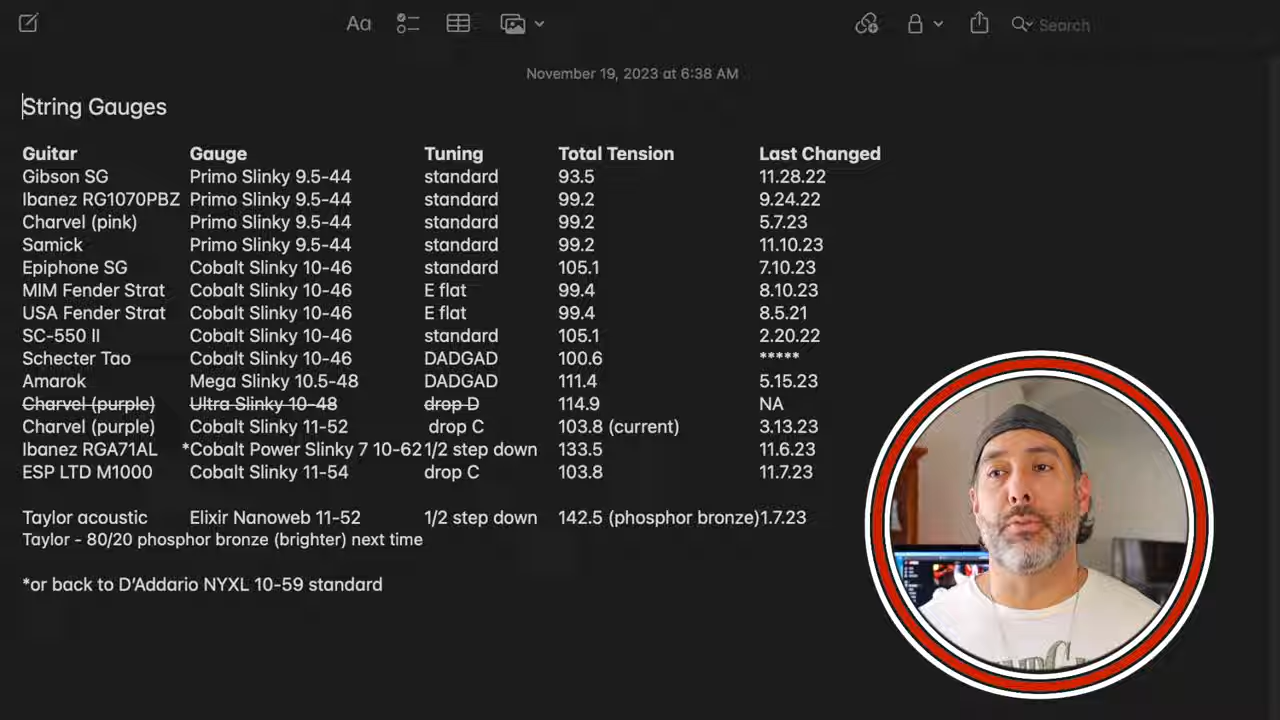 Aa
Search
November 19, 2023 at 6:38 AM
String Gauges
Guitar Gauge Tuning Total Tension Last Changed
Gibson SG Primo Slinky 9.5-44 standard 93.5 11.28.22
Ibanez RG1070PBZ Primo Slinky 9.5-44 standard 99.2 9.24.22
Charvel (pink) Primo Slinky 9.5-44 standard 99.2 5.7.23
Samick Primo Slinky 9.5-44 standard 99.2 11.10.23
Epiphone SG Cobalt Slinky 10-46 standard 105.1 7.10.23
MIM Fender Strat Cobalt Slinky 10-46 E flat 99.4 8.10.23
USA Fender Strat Cobalt Slinky 10-46 E flat 99.4 8.5.21
SC-550 II Cobalt Slinky 10-46 standard 105.1 2.20.22
Schecter Tao Cobalt Slinky 10-46 DADGAD 100.6 *****
Amarok Mega Slinky 10.5-48 DADGAD 111.4 5.15.23
Charvel (purple) Ultra Slinky 10-48 drop D 114.9 NA
Charvel (purple) Cobalt Slinky 11-52 drop C 103.8 (current) 3.13.23
Ibanez RGA71AL *Cobalt Power Slinky 7 10-62 1/2 step down 133.5 11.6.23
ESP LTD M1000 Cobalt Slinky 11-54 drop C 103.8 11.7.23
Taylor acoustic Elixir Nanoweb 11-52 1/2 step down 142.5 (phosphor bronze) 1.7.23
Taylor - 80/20 phosphor bronze (brighter) next time
*or back to D'Addario NYXL 10-59 standard